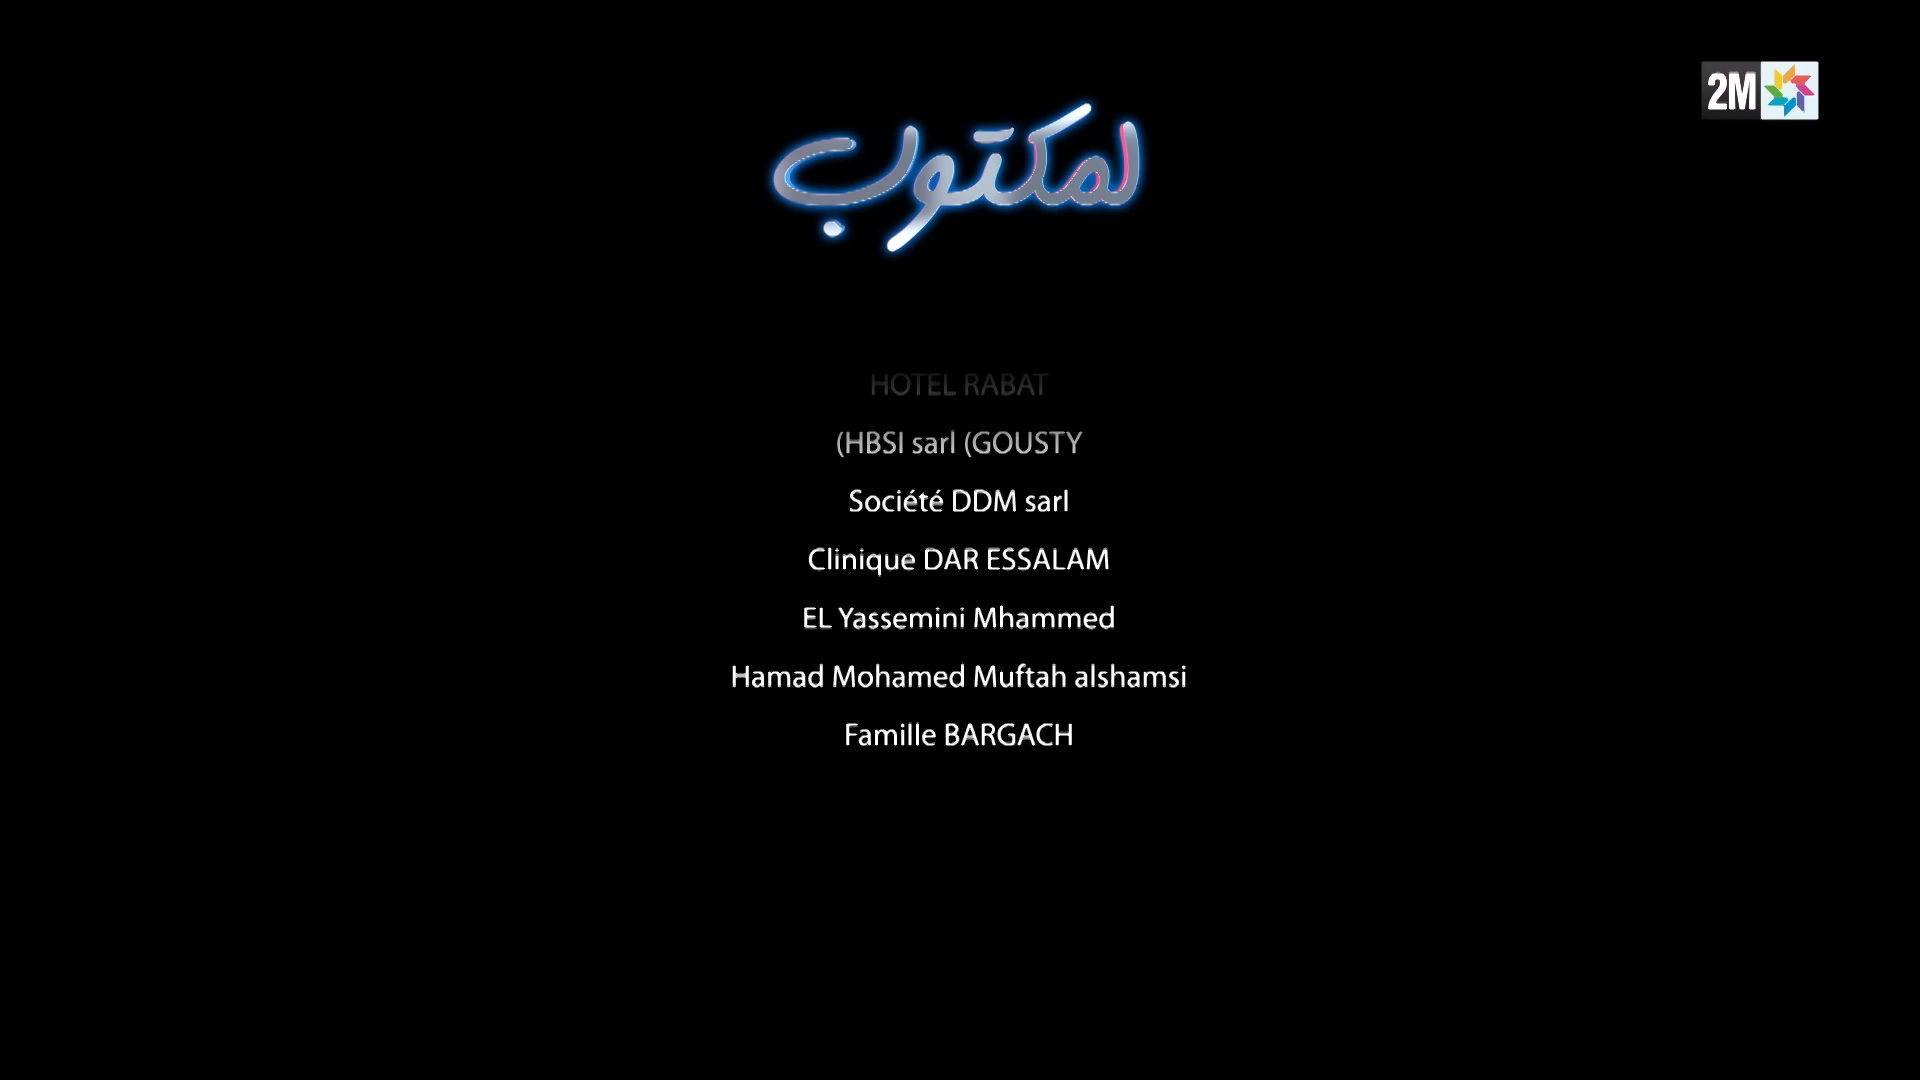 2M
لمكتوب
HOTEL RABAT
(HBSI sarl (GOUSTY
Société DDM sarl
Clinique DAR ESSALAM
EL Yassemini Mhammed
Hamad Mohamed Muftah alshamsi
Famille BARGACH